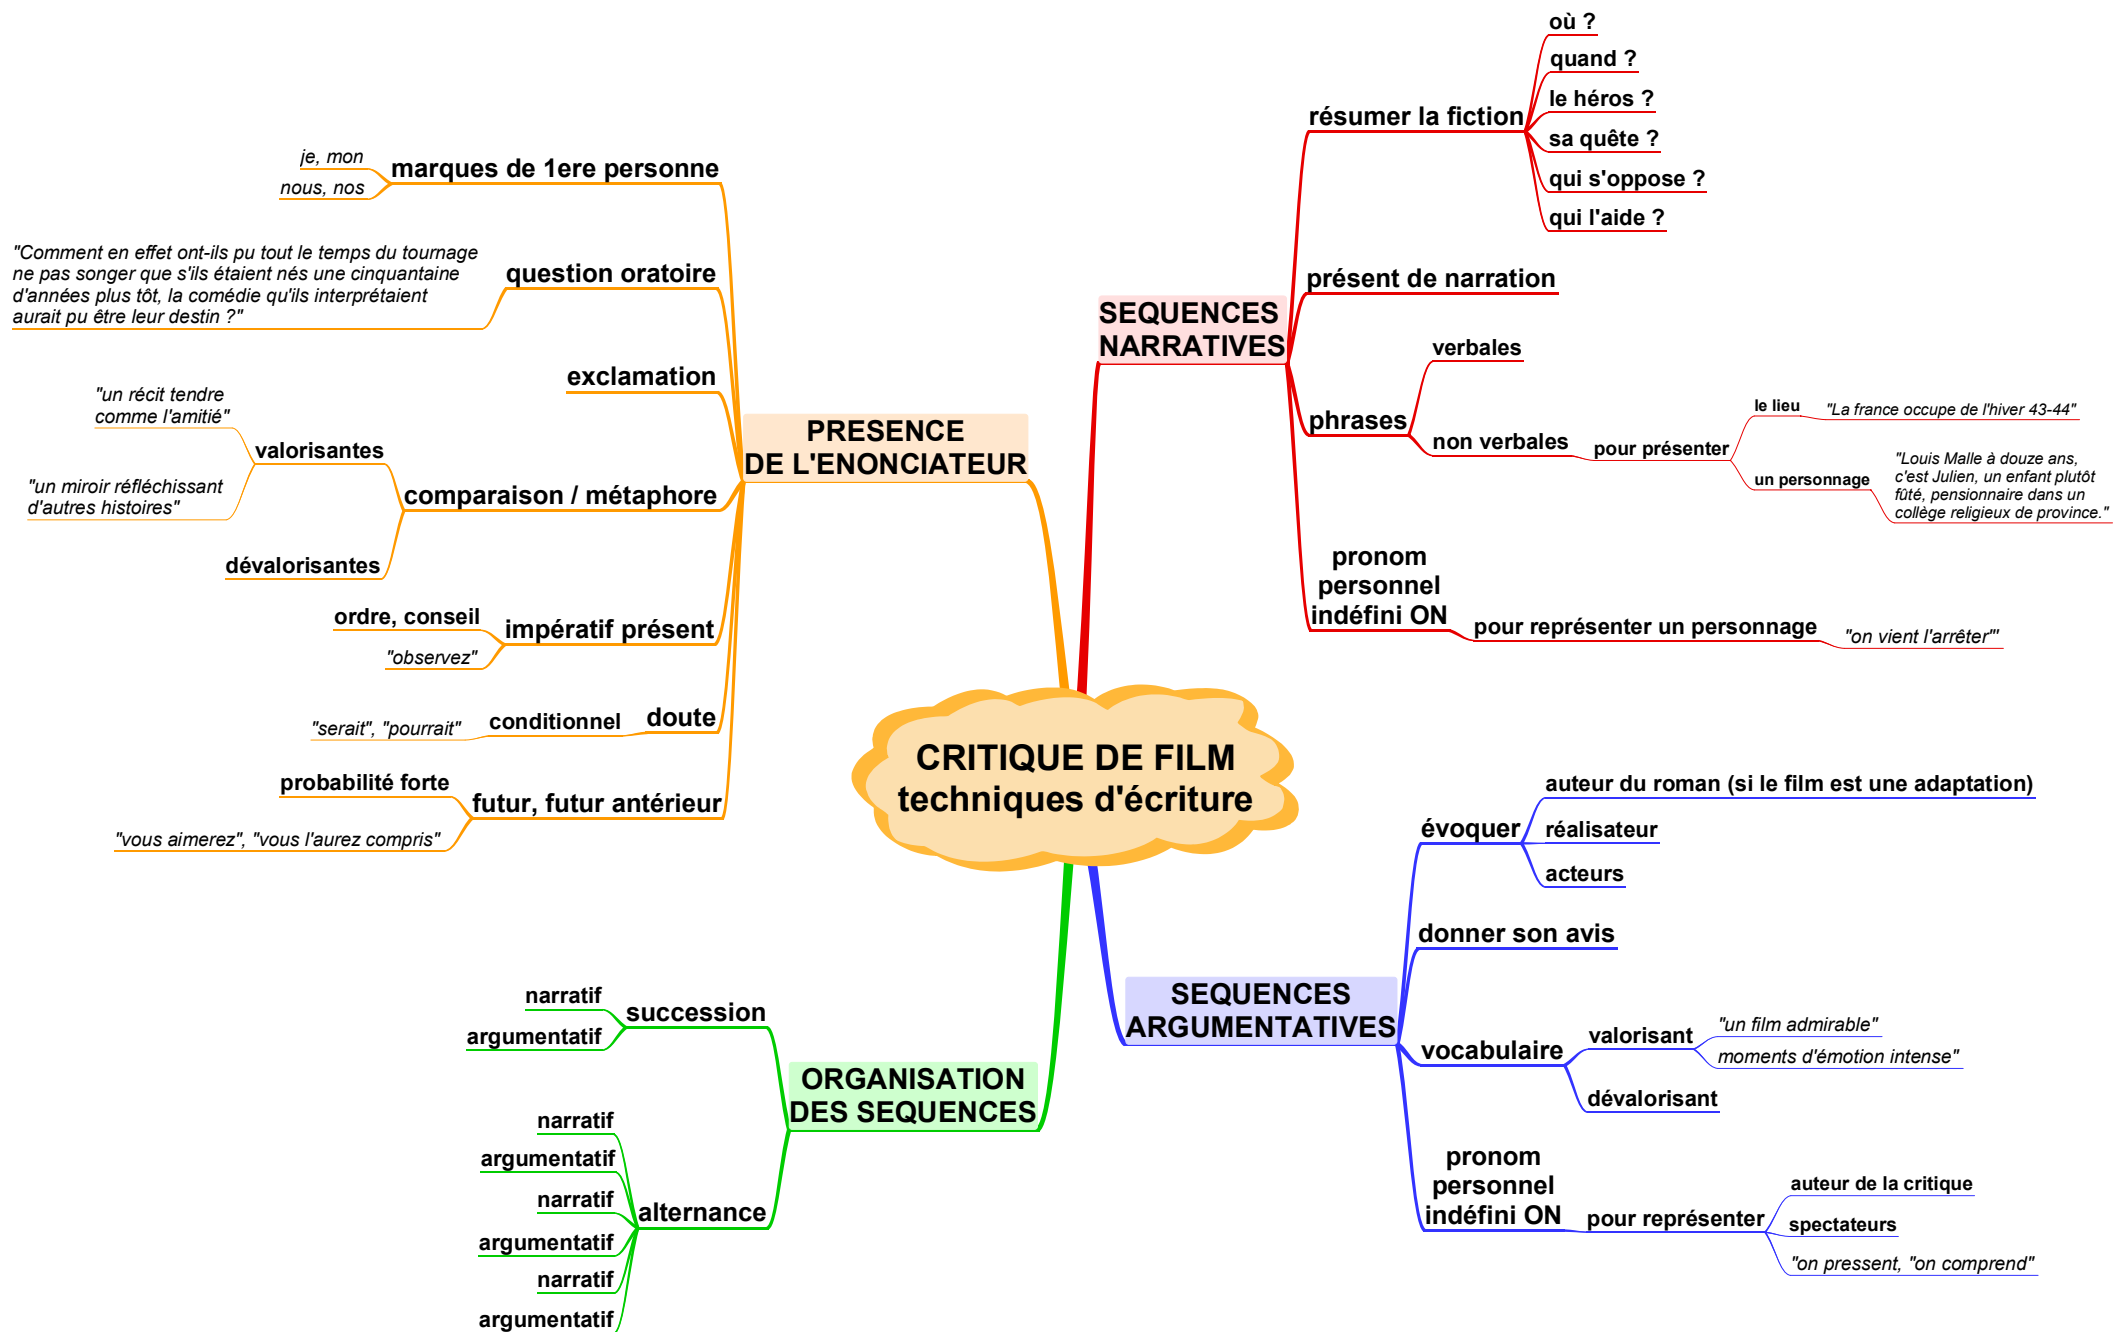 CRITIQUE DE FILM
techniques d'écriture
SEQUENCES
NARRATIVES
résumer la fiction
où ?
quand ?
le héros ?
sa quête ?
qui s'oppose ?
qui l'aide ?
présent de narration
phrases
verbales
non verbales
pour présenter
le lieu
"La france occupe de l'hiver 43-44"
un personnage
"Louis Malle à douze ans,
c'est Julien, un enfant plutôt
fûté, pensionnaire dans un
collège religieux de province."
pronom
personnel
indéfini ON
pour représenter un personnage
"on vient l'arrêter'"
SEQUENCES
ARGUMENTATIVES
évoquer
auteur du roman (si le film est une adaptation)
réalisateur
acteurs
donner son avis
vocabulaire
valorisant
"un film admirable"
moments d'émotion intense"
dévalorisant
pronom
personnel
indéfini ON
pour représenter
auteur de la critique
spectateurs
"on pressent, "on comprend"
PRESENCE
DE L'ENONCIATEUR
marques de 1ere personne
je, mon
nous, nos
question oratoire
"Comment en effet ont-ils pu tout le temps du tournage
ne pas songer que s'ils étaient nés une cinquantaine
d'années plus tôt, la comédie qu'ils interprétaient
aurait pu être leur destin ?"
exclamation
comparaison / métaphore
valorisantes
"un récit tendre
comme l'amitié"
"un miroir réfléchissant
d'autres histoires"
dévalorisantes
impératif présent
ordre, conseil
"observez"
doute
conditionnel
"serait", "pourrait"
futur, futur antérieur
probabilité forte
"vous aimerez", "vous l'aurez compris"
ORGANISATION
DES SEQUENCES
succession
narratif
argumentatif
alternance
narratif
argumentatif
narratif
argumentatif
narratif
argumentatif